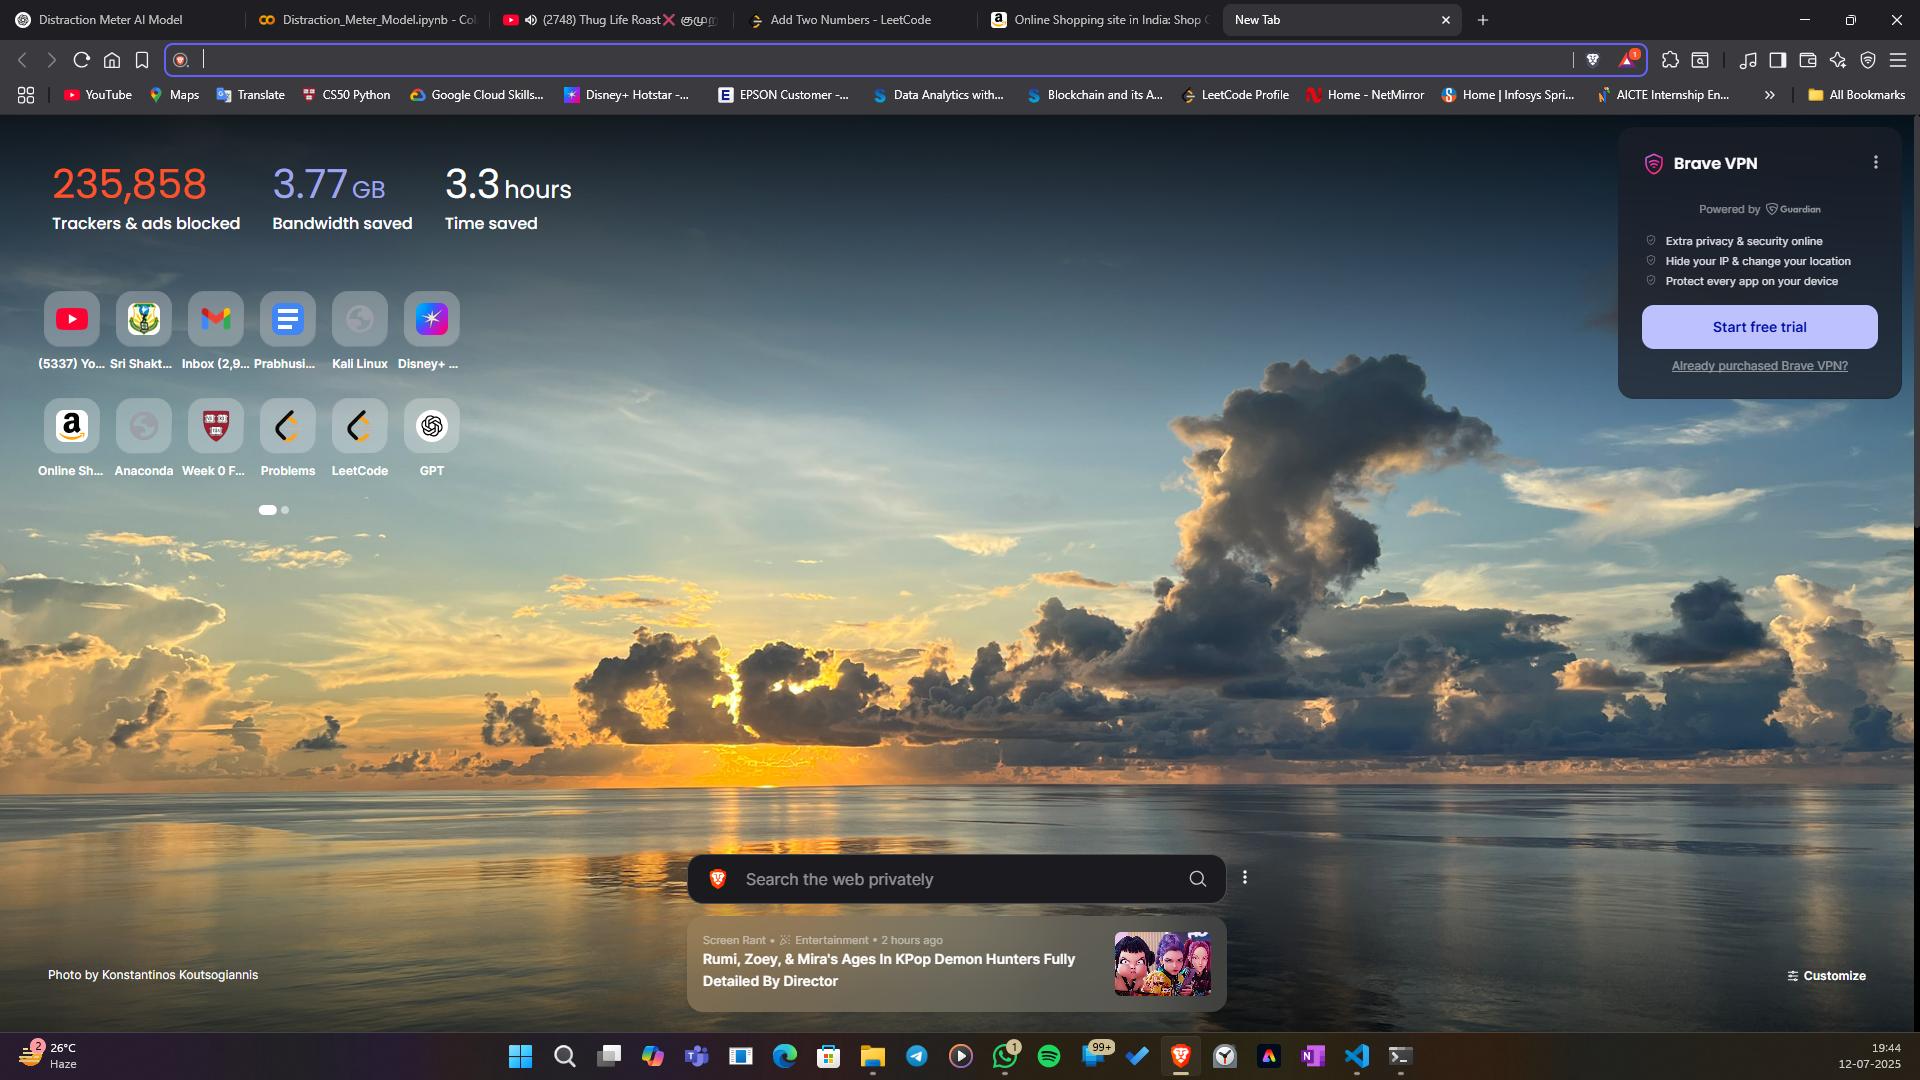 Distraction Meter AI Model
Distraction_Meter_Model.ipynb - Col
(2748) Thug Life Roast❌ குமுற
Add Two Numbers - LeetCode
Online Shopping site in India: Shop
New Tab
1
YouTube
Maps
Translate
CS50 Python
Google Cloud Skills...
Disney+ Hotstar -...
EPSON Customer -...
Data Analytics with...
Blockchain and its A...
LeetCode Profile
Home - NetMirror
Home | Infosys Spri...
AICTE Internship En...
All Bookmarks
235,858
Trackers & ads blocked
3.77 GB
Bandwidth saved
3.3 hours
Time saved
(5337) Yo...
Sri Shakt...
Inbox (2,9...
Prabhusi...
Kali Linux
Disney+ ...
Online Sh...
Anaconda
Week 0 F...
Problems
LeetCode
GPT
Brave VPN
Powered by Guardian
Extra privacy & security online
Hide your IP & change your location
Protect every app on your device
Start free trial
Already purchased Brave VPN?
Search the web privately
Screen Rant • Entertainment • 2 hours ago
Rumi, Zoey, & Mira's Ages In KPop Demon Hunters Fully
Detailed By Director
Photo by Konstantinos Koutsogiannis
Customize
2
26°C
Haze
1
99+
19:44
12-07-2025